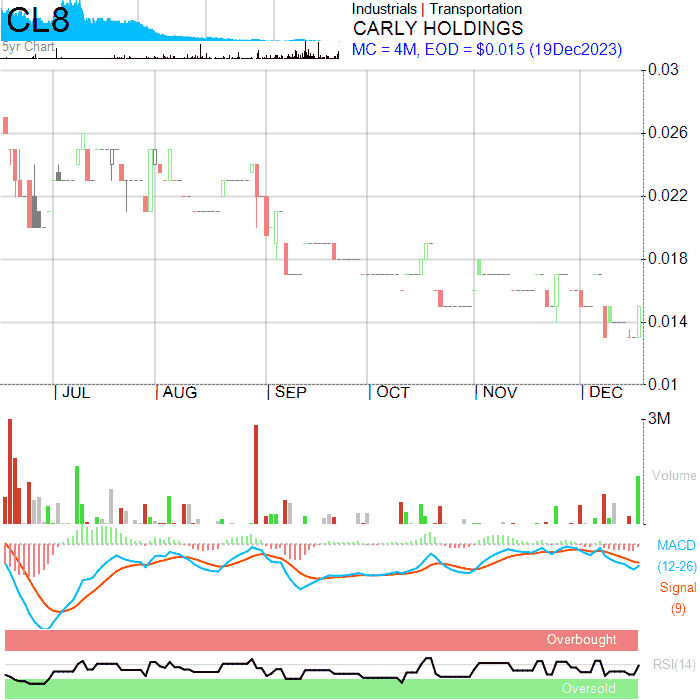 CL8
5yr Chart
Industrials | Transportation
CARLY HOLDINGS
MC = 4M, EOD = $0.015 (19Dec2023)
0.03
0.026
0.022
0.018
0.014
0.01
JUL
AUG
SEP
OCT
NOV
DEC
3M
Volume
MACD
(12-26)
Signal
(9)
Overbought
RSI(14)
Oversold